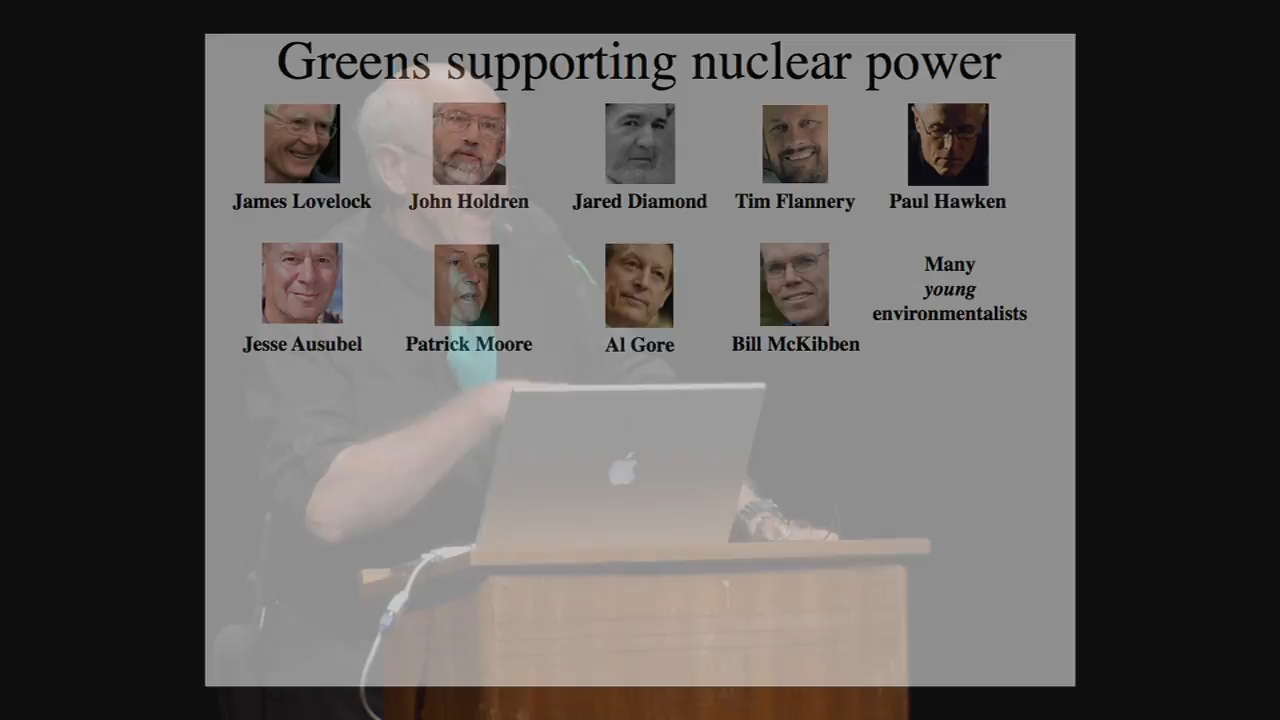 Greens supporting nuclear power
James Lovelock
John Holdren
Jared Diamond
Tim Flannery
Paul Hawken
Jesse Ausubel
Patrick Moore
Al Gore
Bill McKibben
Many
young
environmentalists